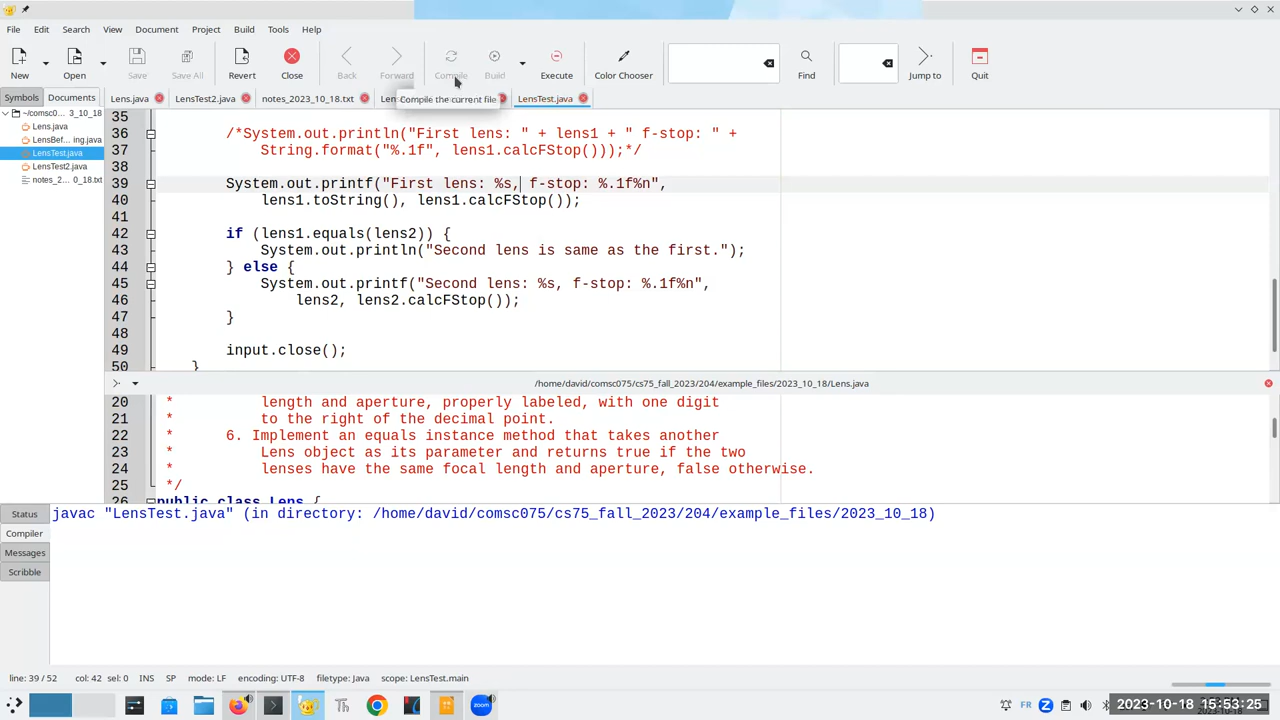 File Edit Search View Document Project Build Tools Help
New Open Save Save All Revert Close Back Forward Compile Build Execute Color Chooser Find Jump to Quit
Symbols Documents Lens.java LensTest2.java notes_2023_10_18.txt Len LensTest.java
Compile the current file
~/comsc0... 3_10_18
Lens.java
LensBef... ing.java
LensTest.java
LensTest2.java
notes_2... 0_18.txt
35
36 /*System.out.println("First lens: " + lens1 + " f-stop: " +
37 String.format("%.1f", lens1.calcFStop()));*/
38
39 System.out.printf("First lens: %s, f-stop: %.1f%n",
40 lens1.toString(), lens1.calcFStop());
41
42 if (lens1.equals(lens2)) {
43 System.out.println("Second lens is same as the first.");
44 } else {
45 System.out.printf("Second lens: %s, f-stop: %.1f%n",
46 lens2, lens2.calcFStop());
47 }
48
49 input.close();
50 }
/home/david/comsc075/cs75_fall_2023/204/example_files/2023_10_18/Lens.java
20 * length and aperture, properly labeled, with one digit
21 * to the right of the decimal point.
22 * 6. Implement an equals instance method that takes another
23 * Lens object as its parameter and returns true if the two
24 * lenses have the same focal length and aperture, false otherwise.
25 */
26 public class Lens {
Status
Compiler
Messages
Scribble
javac "LensTest.java" (in directory: /home/david/comsc075/cs75_fall_2023/204/example_files/2023_10_18)
line: 39 / 52 col: 42 sel: 0 INS SP mode: LF encoding: UTF-8 filetype: Java scope: LensTest.main
zoom FR 2023-10-18 15:53:25